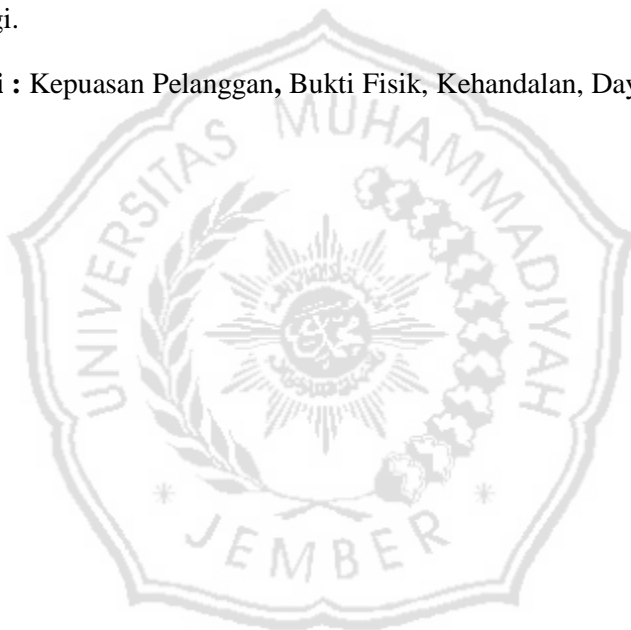 gi.
i : Kepuasan Pelanggan, Bukti Fisik, Kehandalan, Day
UNIVERSITAS MUHAMMADIYAH
JEMBER